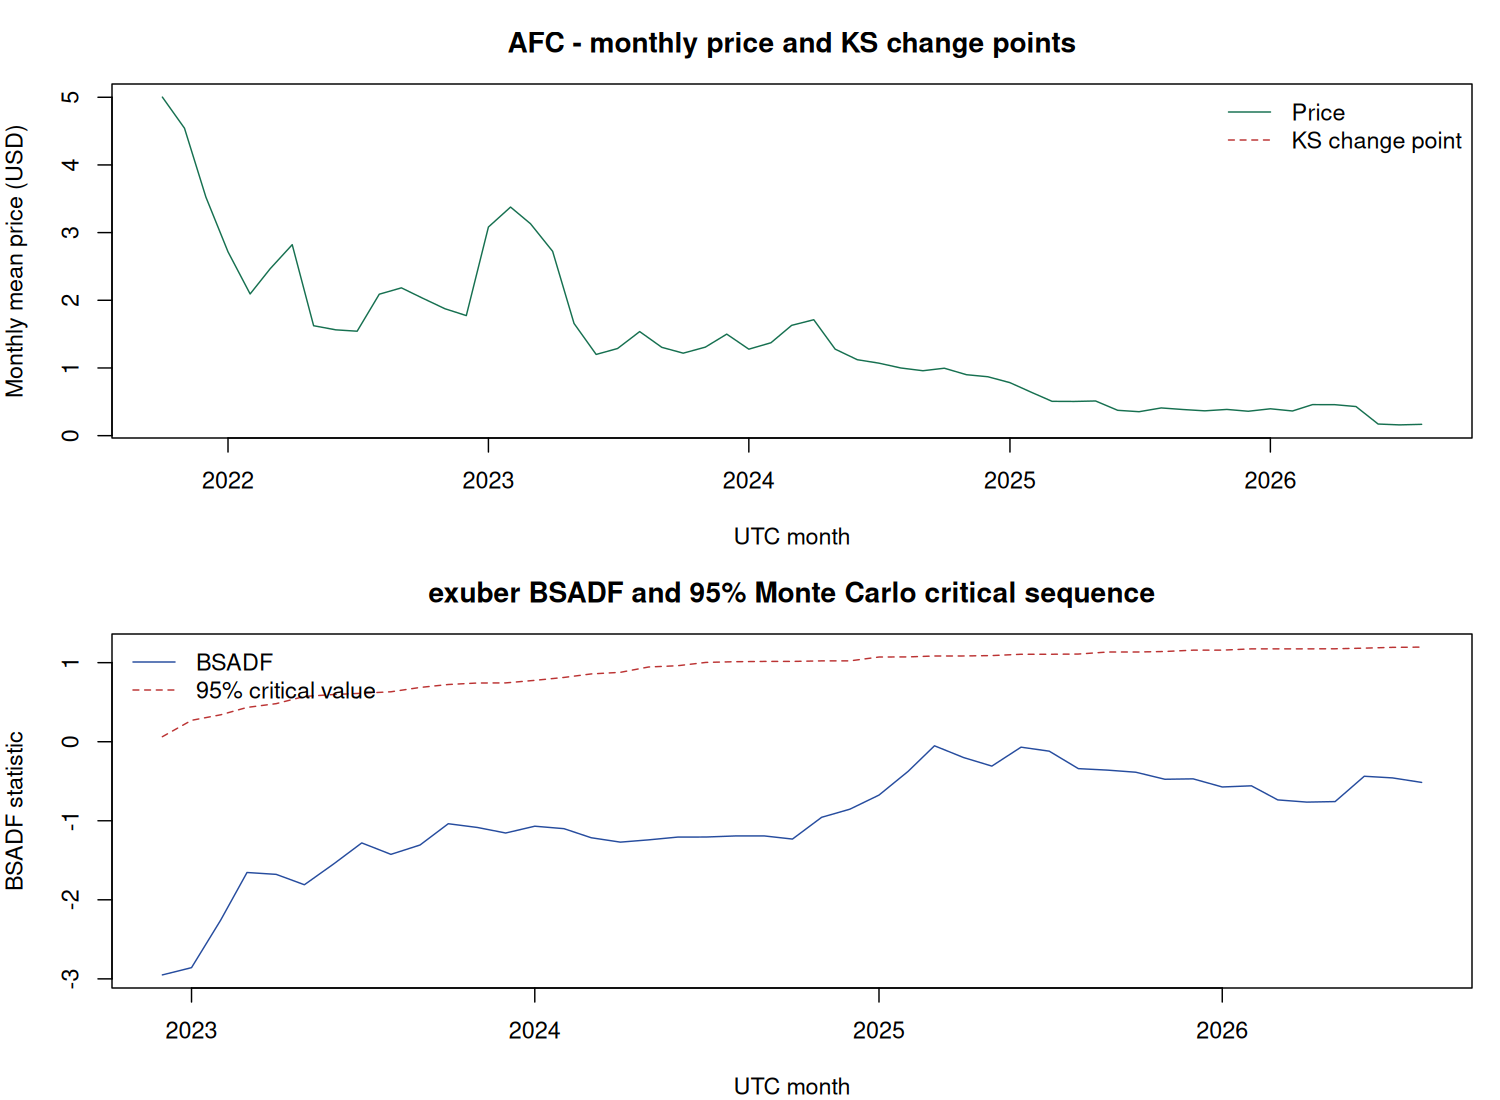 AFC - monthly price and KS change points
Monthly mean price (USD)
5
4
3
2
1
0
Price
KS change point
2022
2023
2024
2025
2026
UTC month
exuber BSADF and 95% Monte Carlo critical sequence
BSADF statistic
1
0
-1
-2
-3
BSADF
95% critical value
2023
2024
2025
2026
UTC month